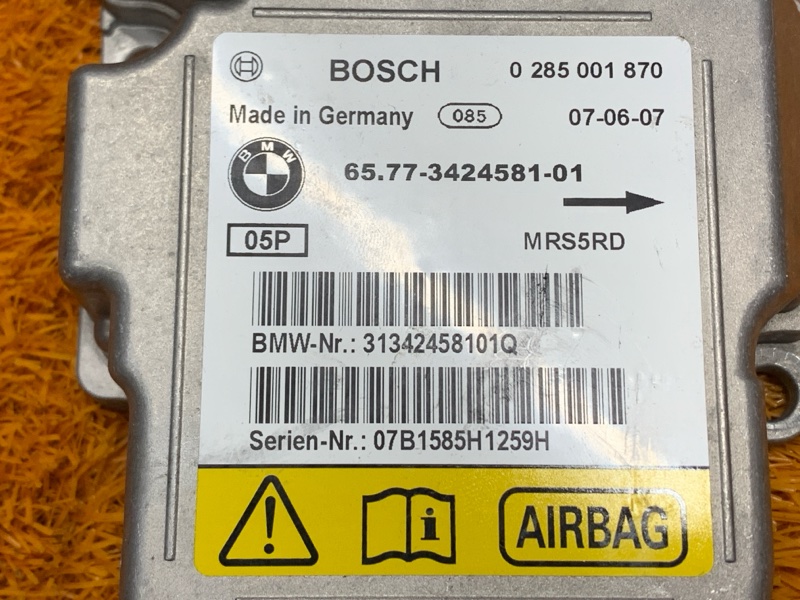 BOSCH 0 285 001 870
Made in Germany 085 07-06-07
BMW 65.77-3424581-01
05P MRS5RD
BMW-Nr.: 31342458101Q
Serien-Nr.: 07B1585H1259H
i AIRBAG